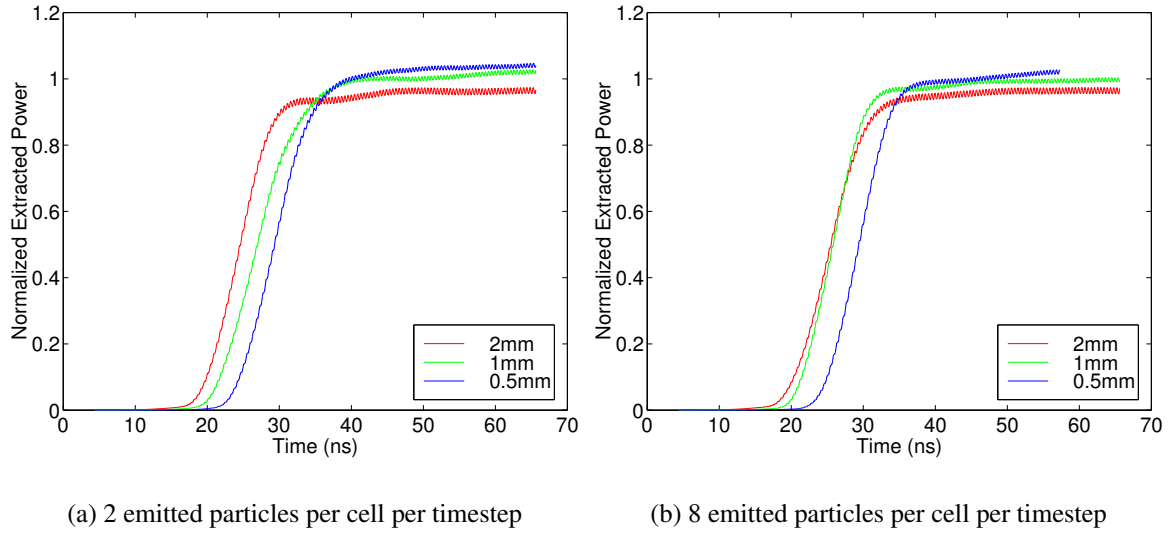 1.2
1
0.8
0.6
0.4
0.2
0
Normalized Extracted Power
0 10 20 30 40 50 60 70
Time (ns)
2mm
1mm
0.5mm
(a) 2 emitted particles per cell per timestep
1.2
1
0.8
0.6
0.4
0.2
0
Normalized Extracted Power
0 10 20 30 40 50 60 70
Time (ns)
2mm
1mm
0.5mm
(b) 8 emitted particles per cell per timestep